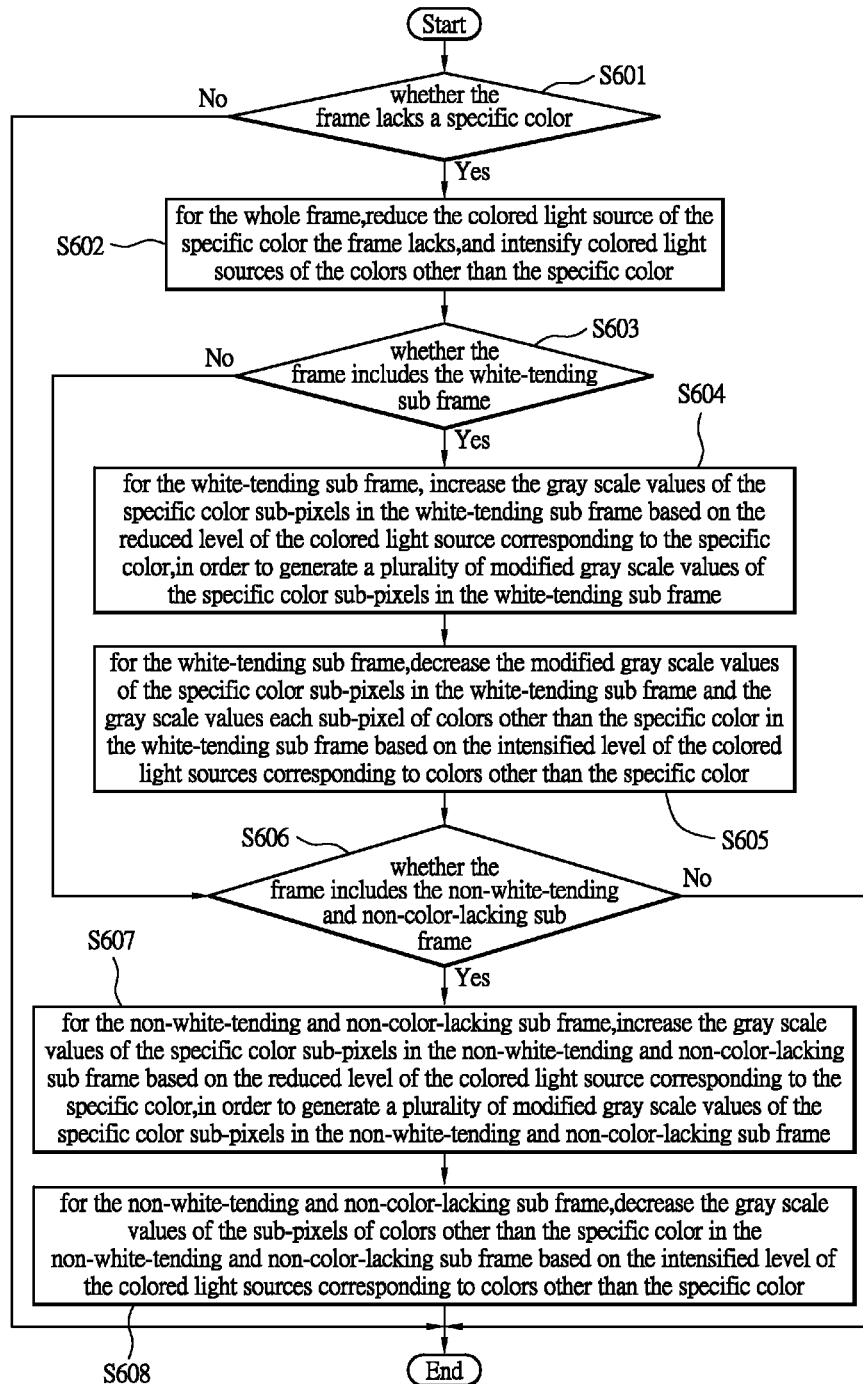 Start
S601
whether the
frame lacks a specific color
No
Yes
for the whole frame,reduce the colored light source of the
specific color the frame lacks,and intensify colored light
sources of the colors other than the specific color
S602
S603
whether the
frame includes the white-tending
sub frame
No
Yes
S604
for the white-tending sub frame, increase the gray scale values of the
specific color sub-pixels in the white-tending sub frame based on the
reduced level of the colored light source corresponding to the specific
color,in order to generate a plurality of modified gray scale values of
the specific color sub-pixels in the white-tending sub frame
for the white-tending sub frame,decrease the modified gray scale values
of the specific color sub-pixels in the white-tending sub frame and the
gray scale values each sub-pixel of colors other than the specific color in
the white-tending sub frame based on the intensified level of the colored
light sources corresponding to colors other than the specific color
S605
S606
whether the
frame includes the non-white-tending
and non-color-lacking sub
frame
No
Yes
S607
for the non-white-tending and non-color-lacking sub frame,increase the gray scale
values of the specific color sub-pixels in the non-white-tending and non-color-lacking
sub frame based on the reduced level of the colored light source corresponding to the
specific color,in order to generate a plurality of modified gray scale values of the
specific color sub-pixels in the non-white-tending and non-color-lacking sub frame
for the non-white-tending and non-color-lacking sub frame,decrease the gray scale
values of the sub-pixels of colors other than the specific color in the
non-white-tending and non-color-lacking sub frame based on the intensified level of
the colored light sources corresponding to colors other than the specific color
S608
End